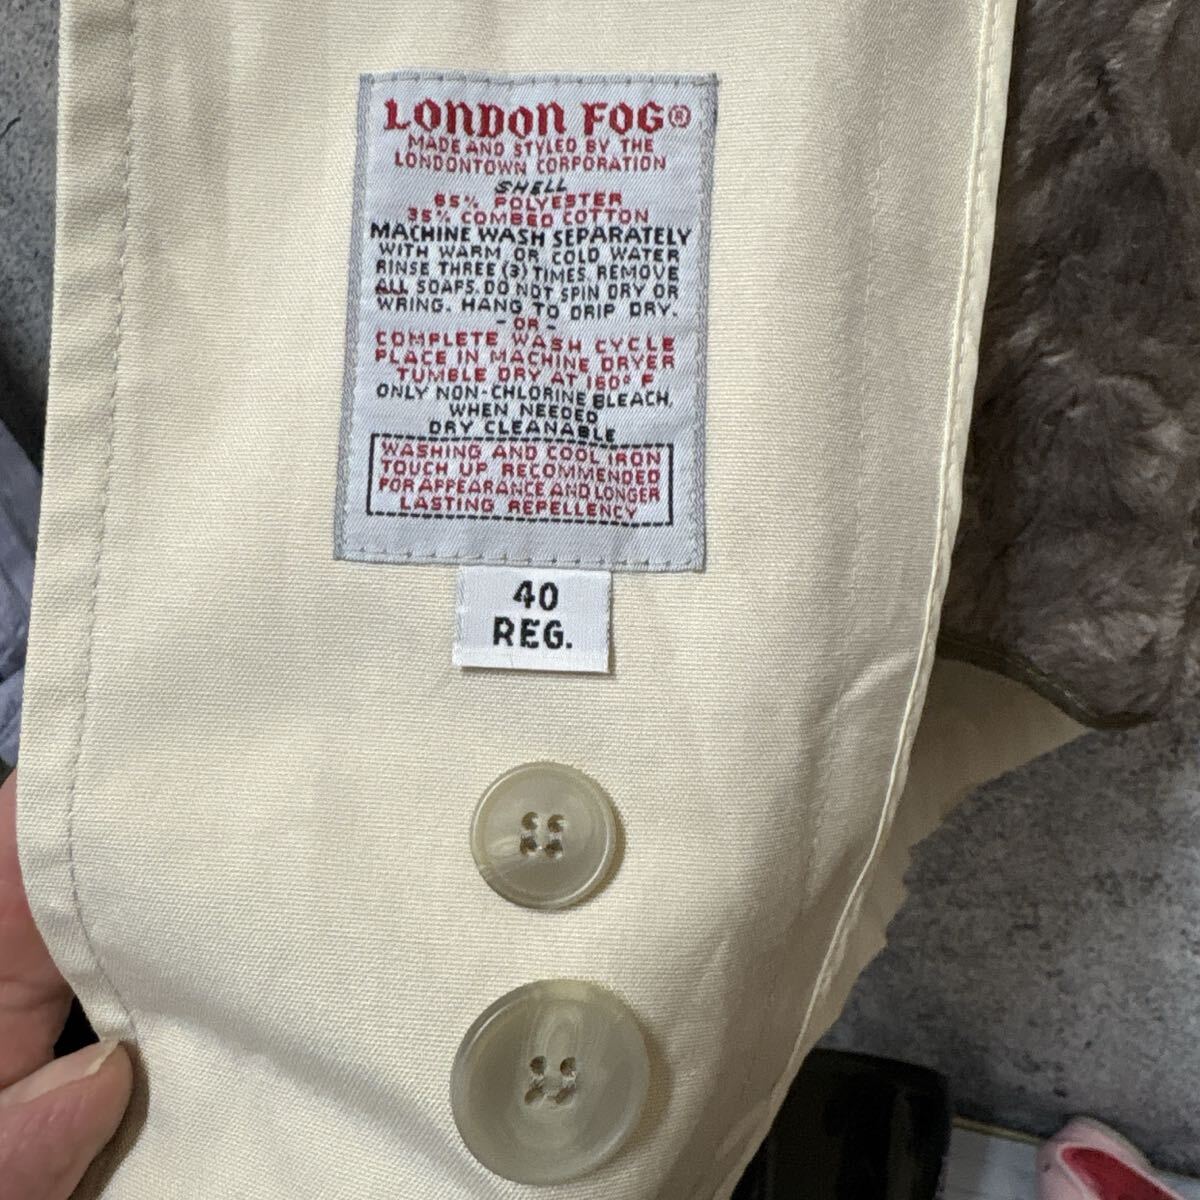 LONDON FOG®
MADE AND STYLED BY THE
LONDONTOWN CORPORATION
SHELL
65% POLYESTER
35% COMBED COTTON
MACHINE WASH SEPARATELY
WITH WARM OR COLD WATER
RINSE THREE (3) TIMES. REMOVE
ALL SOAPS. DO NOT SPIN DRY OR
WRING. HANG TO DRIP DRY.
- OR -
COMPLETE WASH CYCLE
PLACE IN MACHINE DRYER
TUMBLE DRY AT 160° F
ONLY NON-CHLORINE BLEACH,
WHEN NEEDED
DRY CLEANABLE
WASHING AND COOL IRON
TOUCH UP RECOMMENDED
FOR APPEARANCE AND LONGER
LASTING REPELLENCY
40
REG.